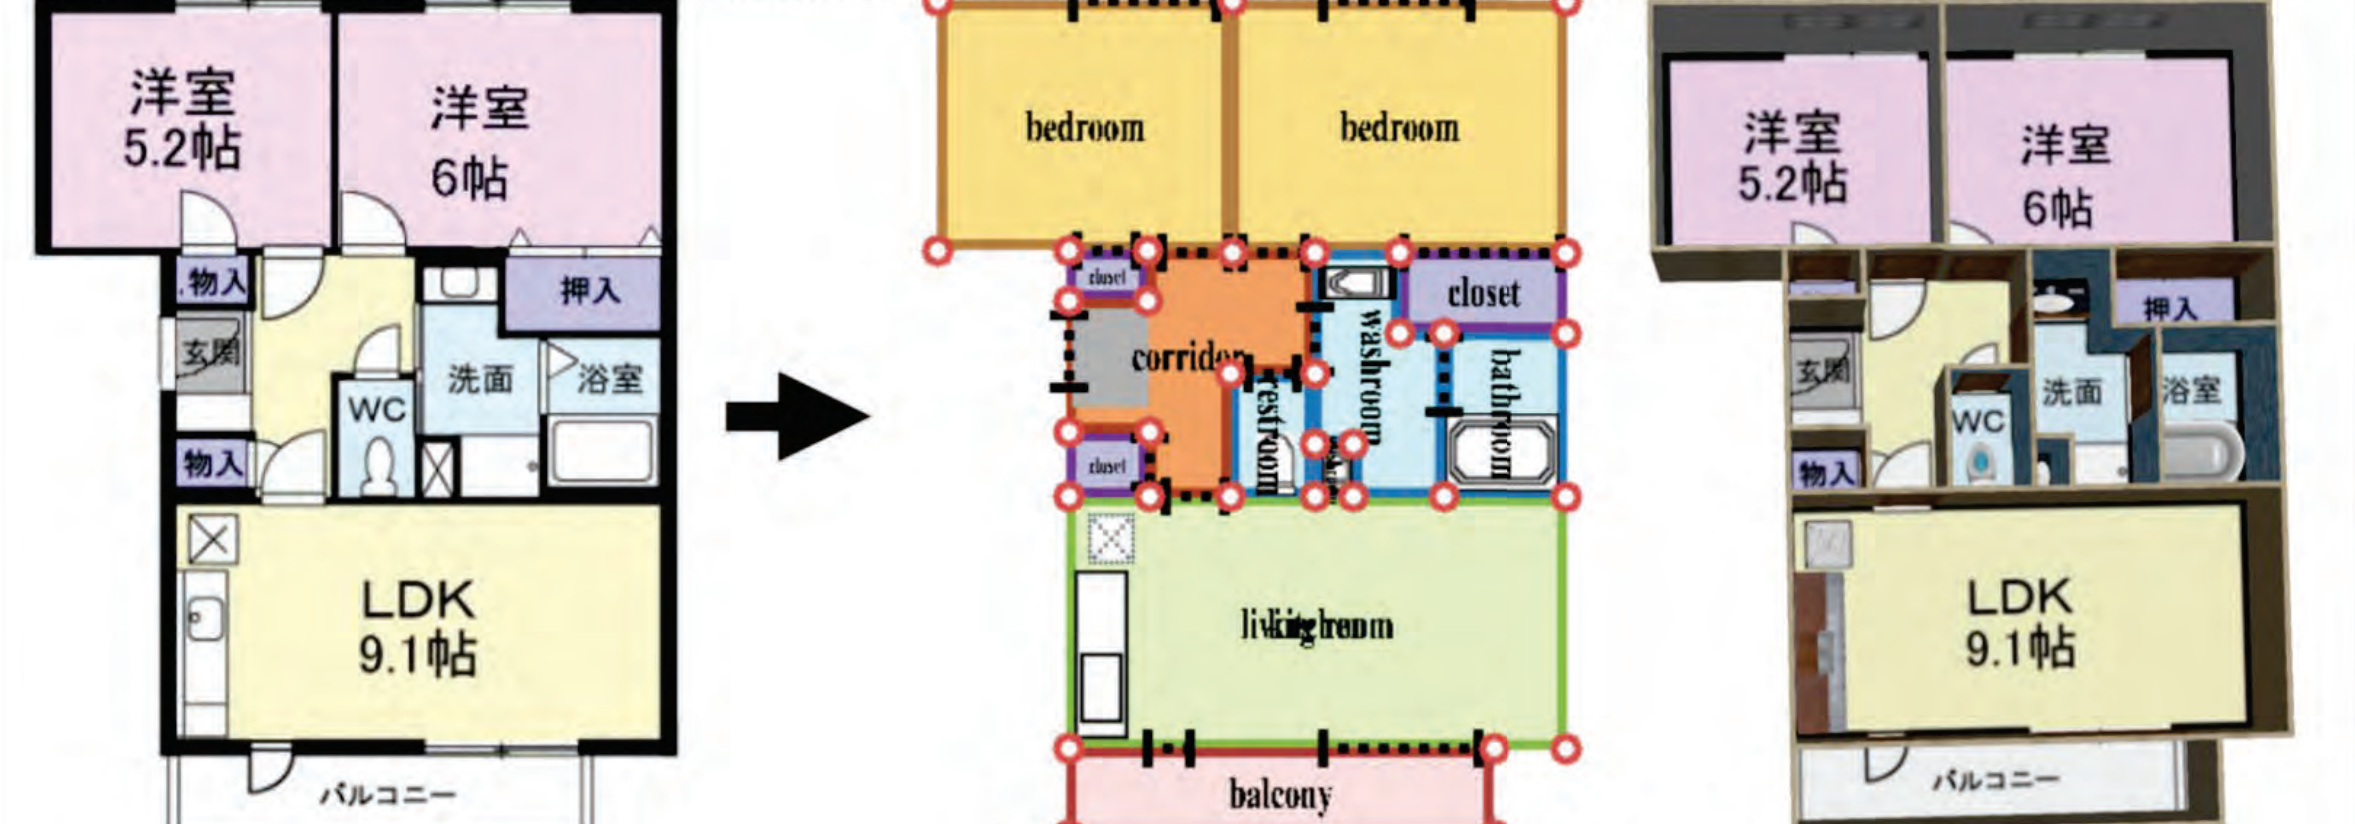 洋室
5.2帖
洋室
6帖
物入
押入
玄関
洗面
浴室
WC
物入
LDK
9.1帖
バルコニー
bedroom
bedroom
closet
closet
corridor
washroom
bathroom
restroom
closet
balcony
洋室
5.2帖
洋室
6帖
押入
玄関
洗面
浴室
WC
物入
LDK
9.1帖
バルコニー